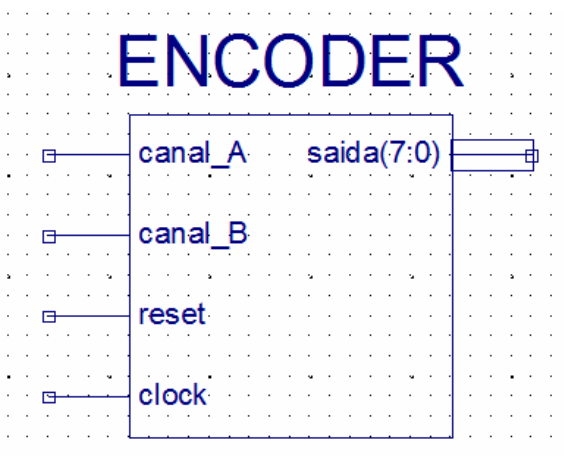 ENCODER
canal_A saida(7:0)
canal_B
reset
clock